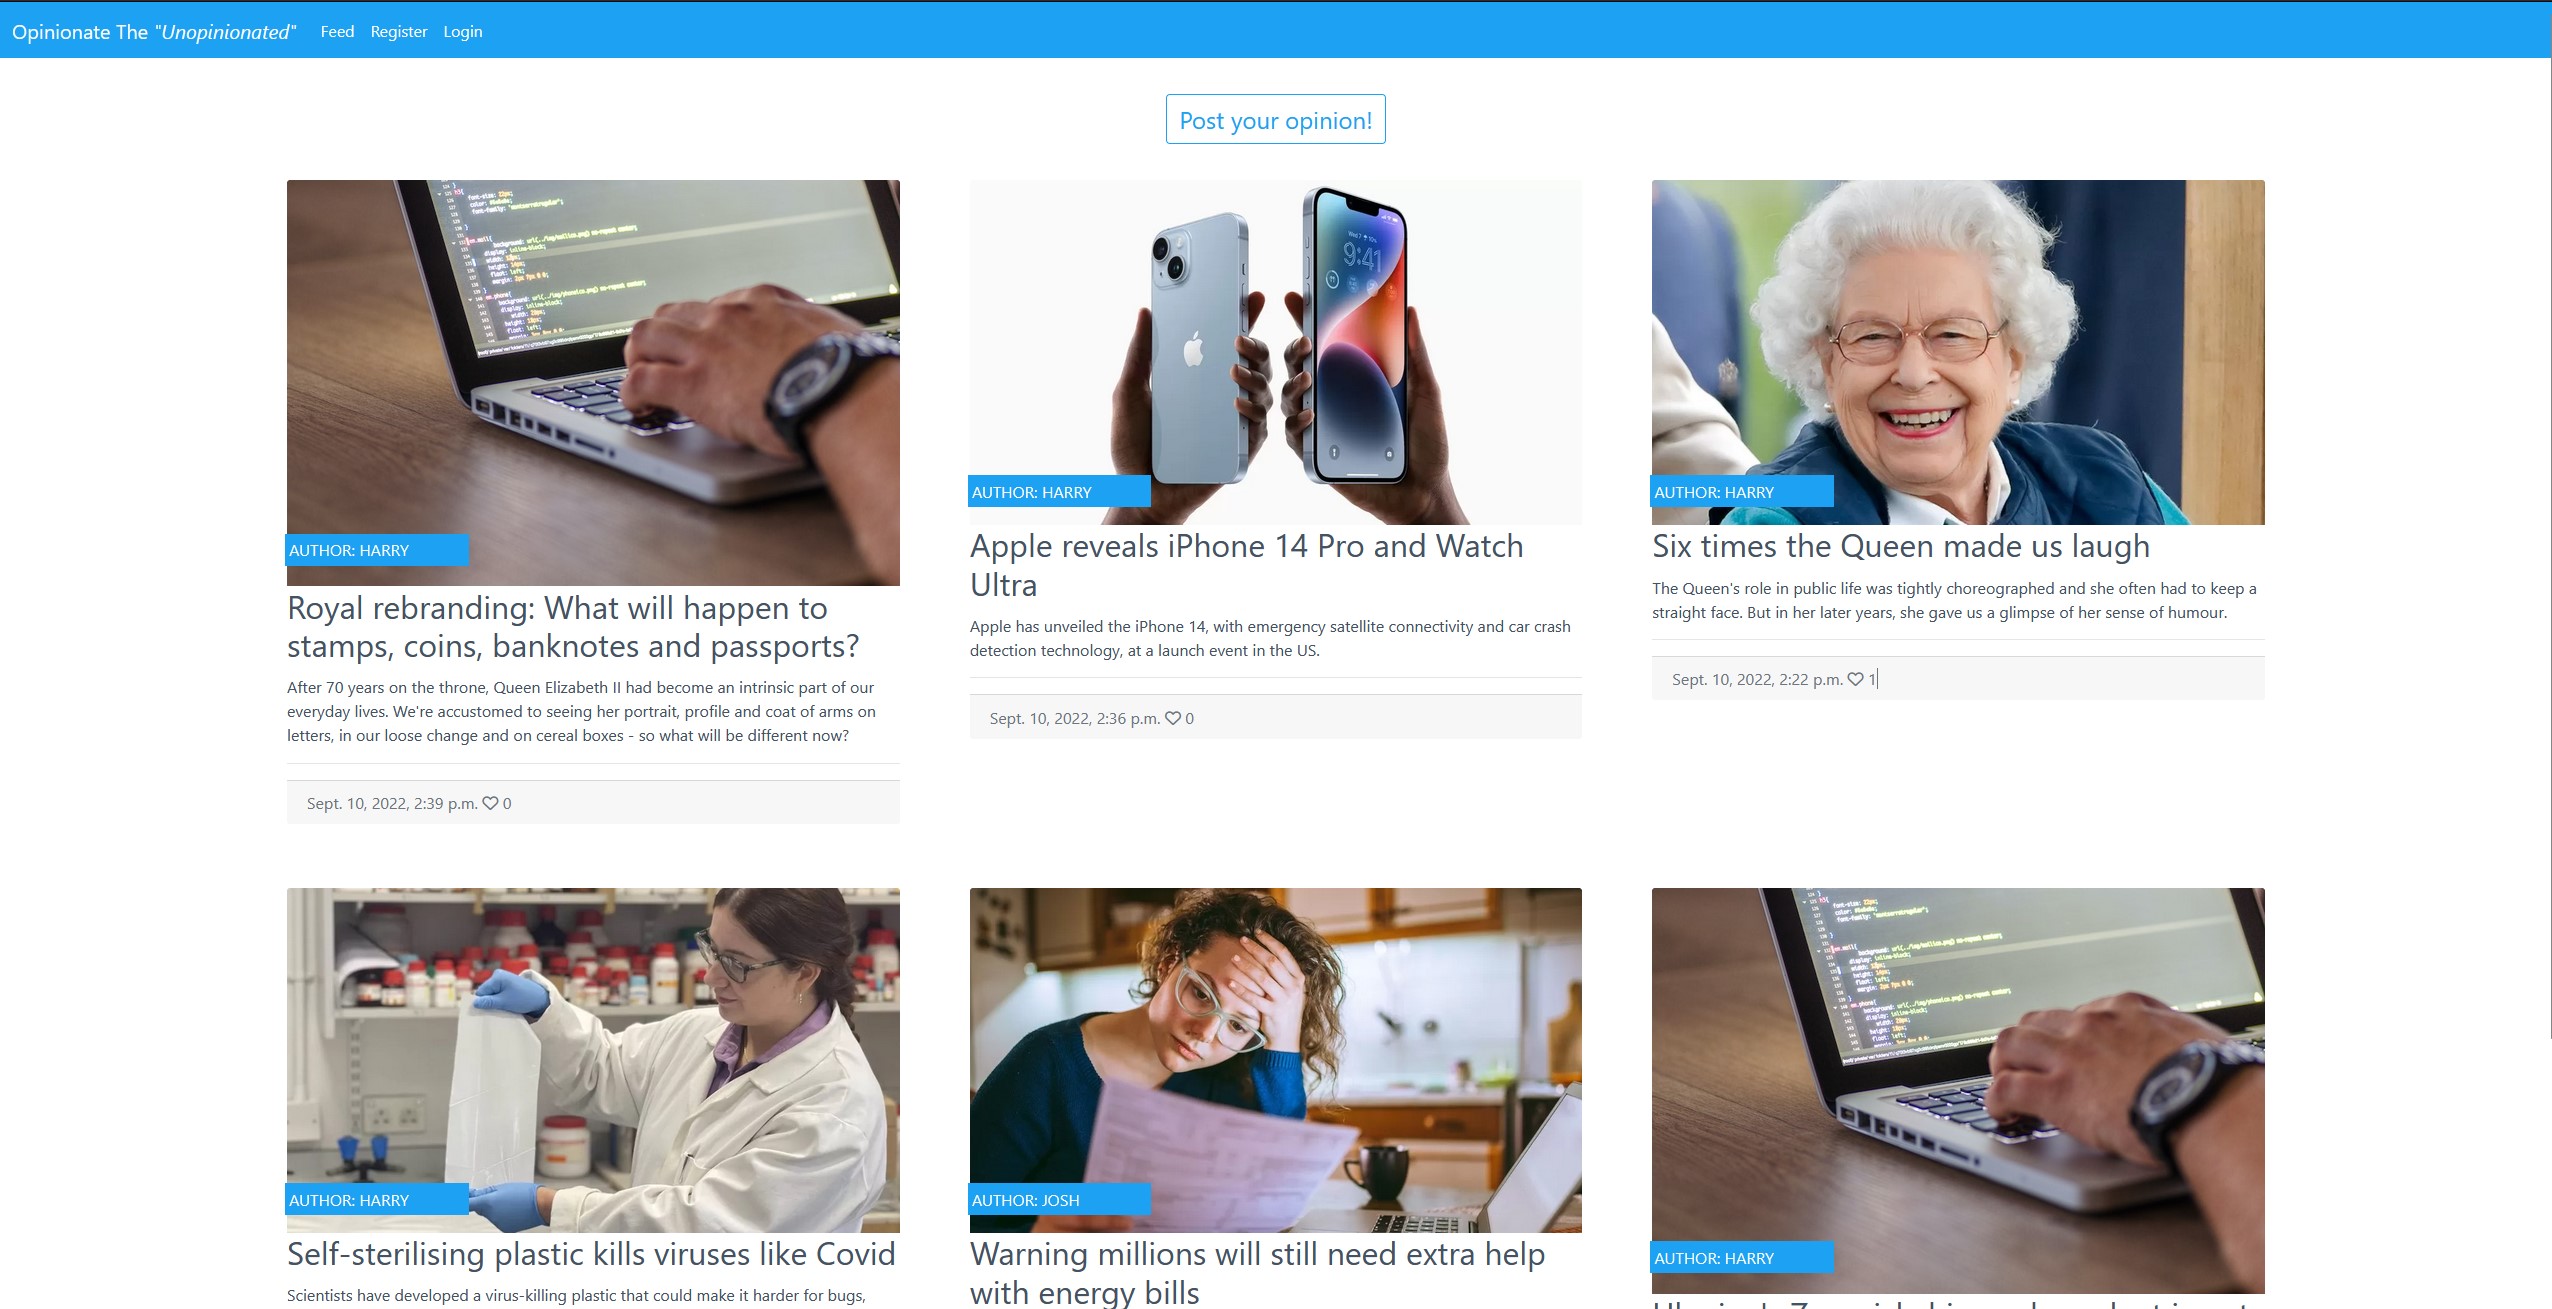 Opinionate The "Unopinionated" Feed Register Login
Post your opinion!
AUTHOR: HARRY
Royal rebranding: What will happen to
stamps, coins, banknotes and passports?
After 70 years on the throne, Queen Elizabeth II had become an intrinsic part of our
everyday lives. We're accustomed to seeing her portrait, profile and coat of arms on
letters, in our loose change and on cereal boxes - so what will be different now?
Sept. 10, 2022, 2:39 p.m. 0
9:41
AUTHOR: HARRY
Apple reveals iPhone 14 Pro and Watch
Ultra
Apple has unveiled the iPhone 14, with emergency satellite connectivity and car crash
detection technology, at a launch event in the US.
Sept. 10, 2022, 2:36 p.m. 0
AUTHOR: HARRY
Six times the Queen made us laugh
The Queen's role in public life was tightly choreographed and she often had to keep a
straight face. But in her later years, she gave us a glimpse of her sense of humour.
Sept. 10, 2022, 2:22 p.m. 1
AUTHOR: HARRY
Self-sterilising plastic kills viruses like Covid
Scientists have developed a virus-killing plastic that could make it harder for bugs,
AUTHOR: JOSH
Warning millions will still need extra help
with energy bills
AUTHOR: HARRY